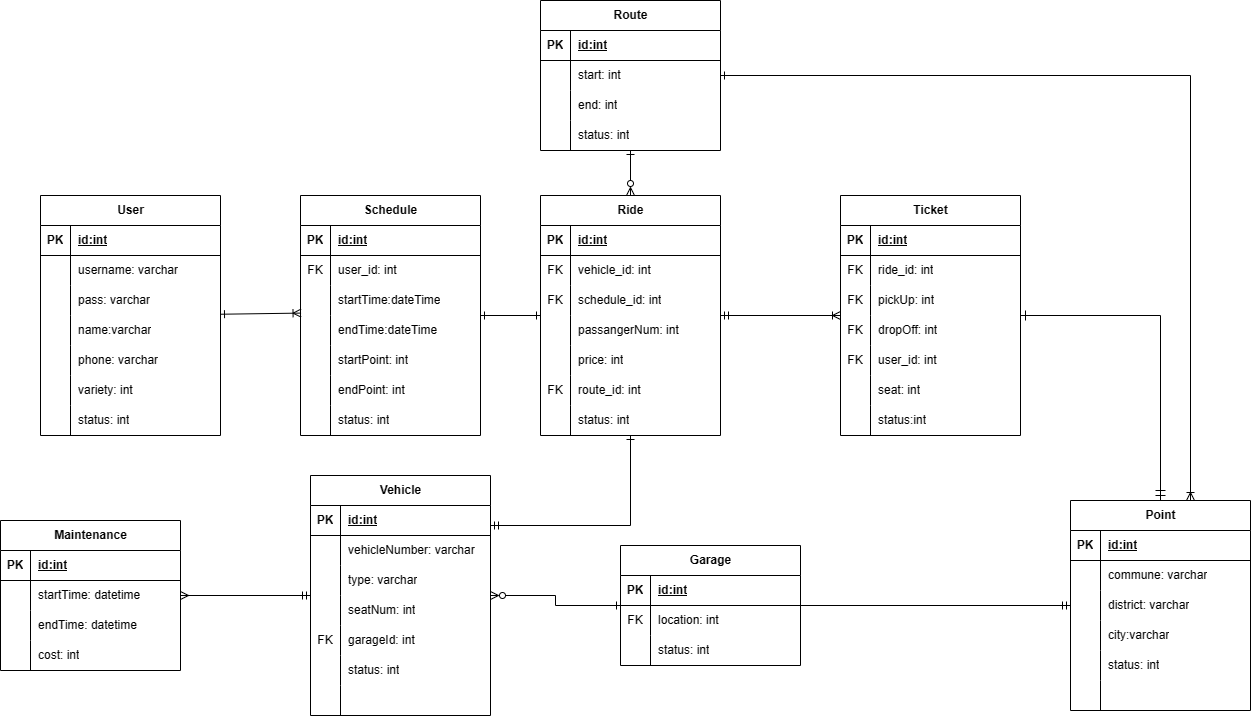 Route
PK id:int
start: int
end: int
status: int
User
PK id:int
username: varchar
pass: varchar
name:varchar
phone: varchar
variety: int
status: int
Schedule
PK id:int
FK user_id: int
startTime:dateTime
endTime:dateTime
startPoint: int
endPoint: int
status: int
Ride
PK id:int
FK vehicle_id: int
FK schedule_id: int
passangerNum: int
price: int
FK route_id: int
status: int
Ticket
PK id:int
FK ride_id: int
FK pickUp: int
FK dropOff: int
FK user_id: int
seat: int
status:int
Maintenance
PK id:int
startTime: datetime
endTime: datetime
cost: int
Vehicle
PK id:int
vehicleNumber: varchar
type: varchar
seatNum: int
FK garageId: int
status: int
Garage
PK id:int
FK location: int
status: int
Point
PK id:int
commune: varchar
district: varchar
city:varchar
status: int